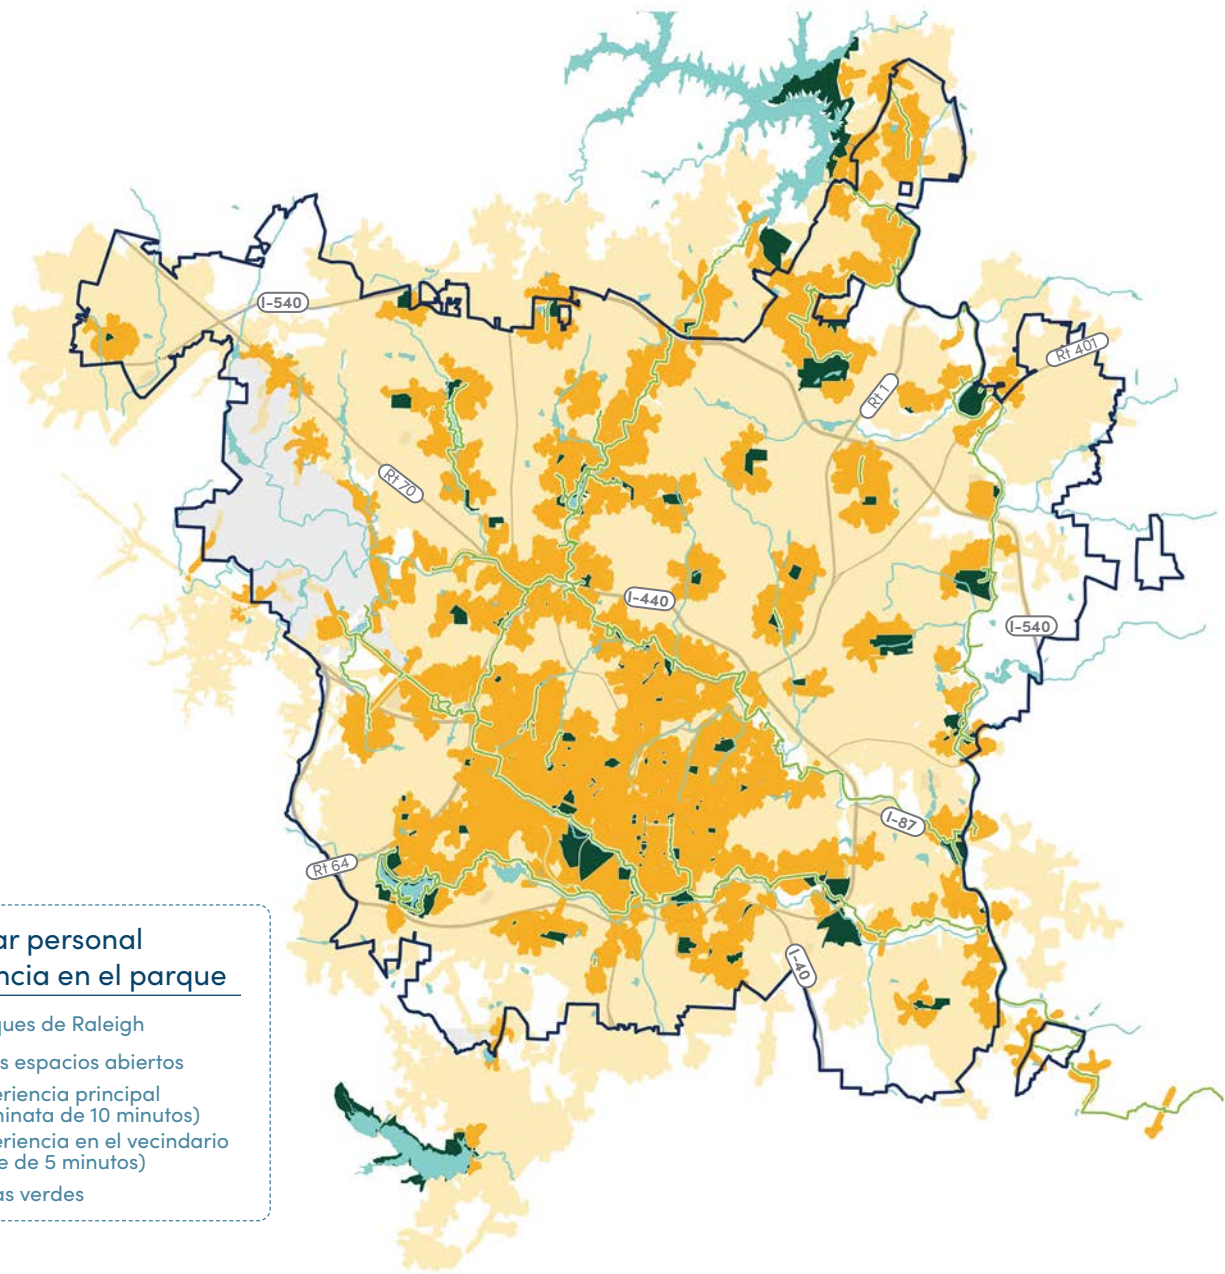 I-540
Rt 401
Rt 1
Rt 70
I-440
I-540
I-87
Rt 64
I-40
ar personal
ncia en el parque
ques de Raleigh
s espacios abiertos
eriencia principal
minata de 10 minutos)
eriencia en el vecindario
e de 5 minutos)
as verdes